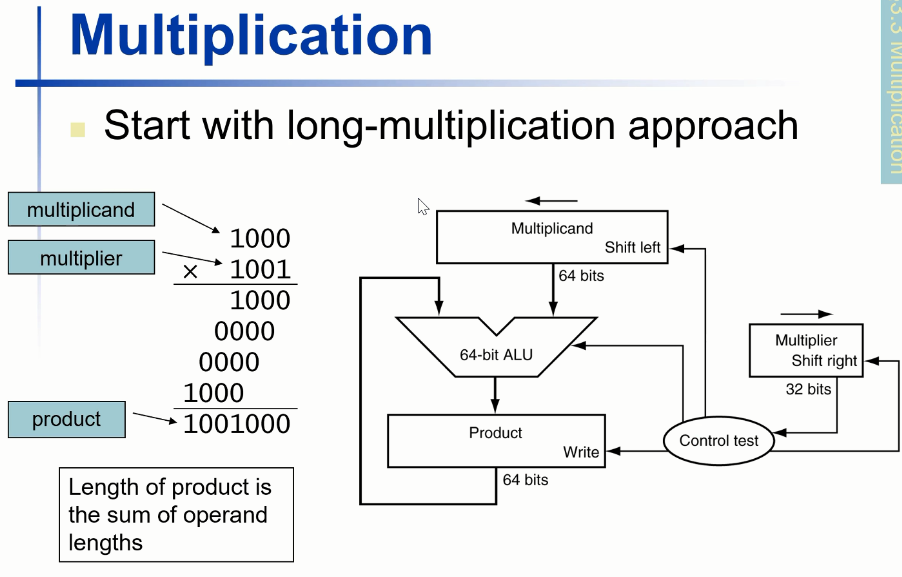 Multiplication
§3.3 Multiplication
Start with long-multiplication approach
multiplicand
multiplier
1000
× 1001
1000
0000
0000
1000
product
1001000
Length of product is
the sum of operand
lengths
Multiplicand
Shift left
64 bits
64-bit ALU
Multiplier
Shift right
32 bits
Product
Write
Control test
64 bits